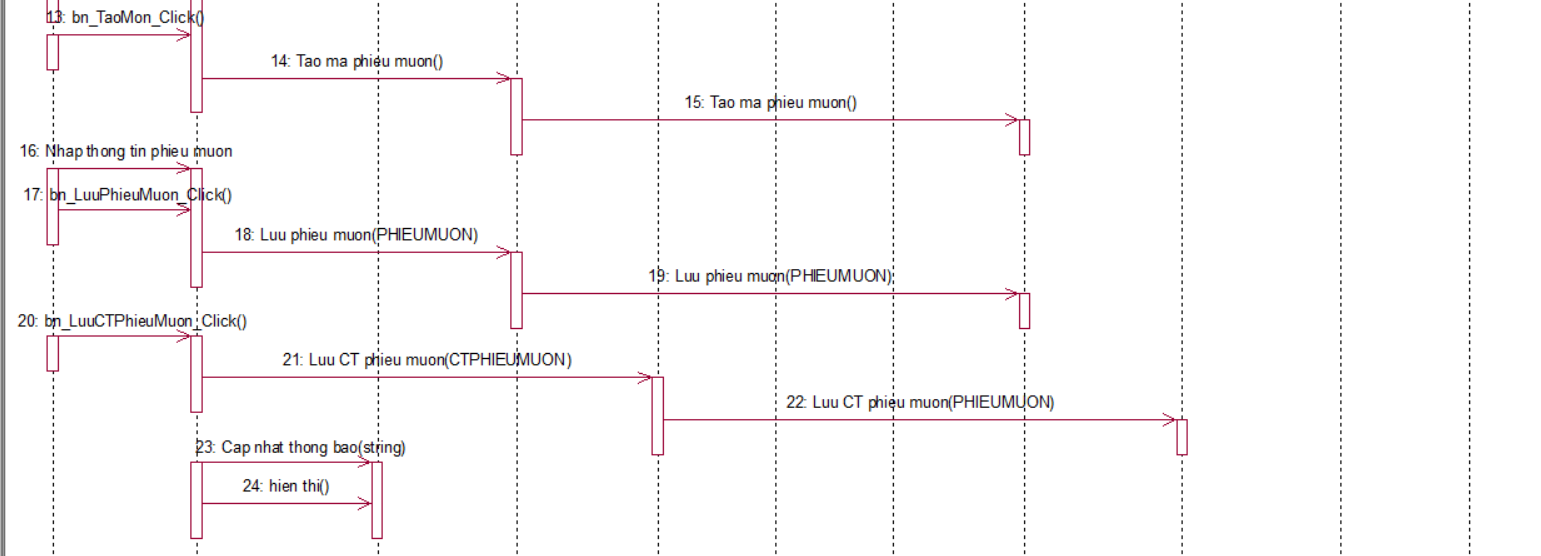 13: bn_TaoMon_Click()
14: Tao ma phieu muon()
15: Tao ma phieu muon()
16: Nhap thong tin phieu muon
17: bn_LuuPhieuMuon_Click()
18: Luu phieu muon(PHIEUMUON)
19: Luu phieu muon(PHIEUMUON)
20: bn_LuuCTPhieuMuon_Click()
21: Luu CT phieu muon(CTPHIEUMUON)
22: Luu CT phieu muon(PHIEUMUON)
23: Cap nhat thong bao(string)
24: hien thi()